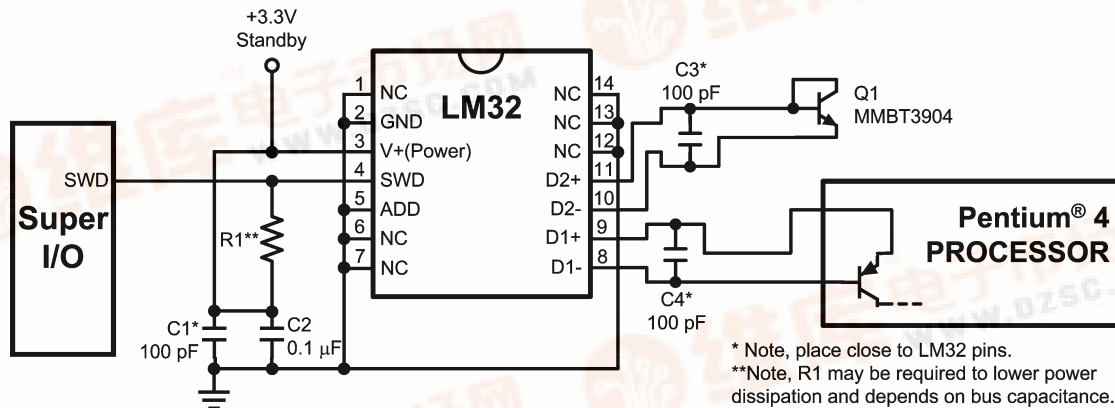 +3.3V
Standby
Super
I/O
SWD
R1**
C1*
100 pF
C2
0.1 µF
LM32
1
NC
2
GND
3
V+(Power)
4
SWD
5
ADD
6
NC
7
NC
14
NC
13
NC
12
NC
11
D2+
10
D2-
9
D1+
8
D1-
C3*
100 pF
C4*
100 pF
Q1
MMBT3904
Pentium® 4
PROCESSOR
* Note, place close to LM32 pins.
**Note, R1 may be required to lower power
dissipation and depends on bus capacitance.